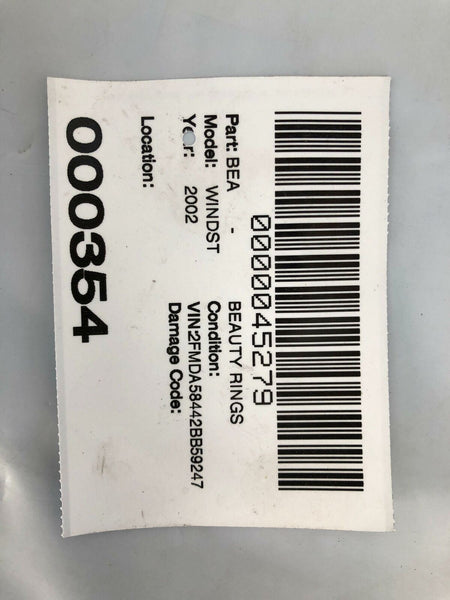 0000045279
Part: BEA - BEAUTY RINGS
Model: WINDST Condition:
Year: 2002 VIN:2FMDA58442BB59247
Damage Code:
Location:
000354